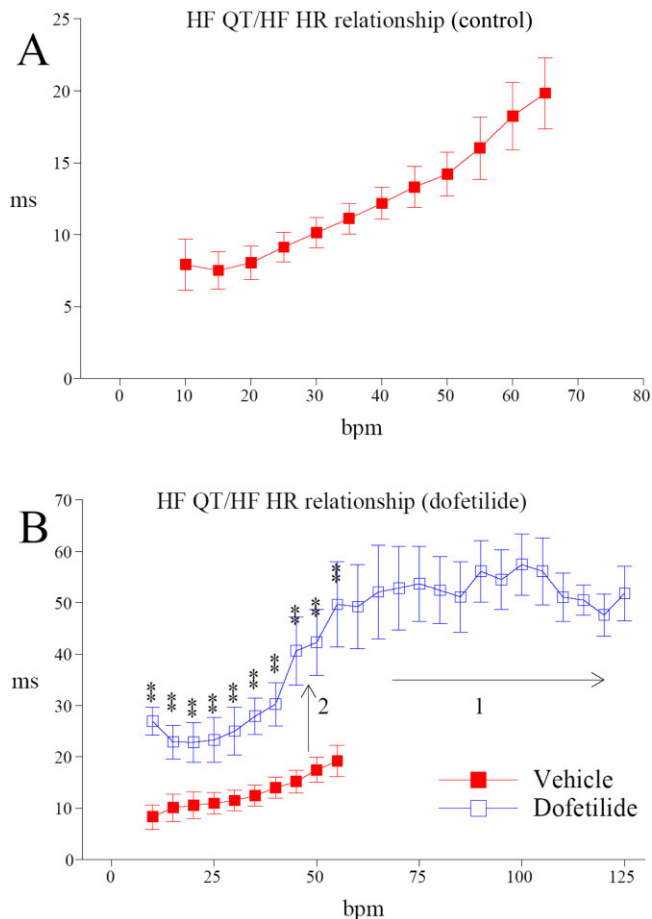 HF QT/HF HR relationship (control)
A
25
20
15
10
5
0
ms
0 10 20 30 40 50 60 70 80
bpm
HF QT/HF HR relationship (dofetilide)
B
70
60
50
40
30
20
10
0
ms
** ** ** ** ** ** ** ** ** **
2
1
Vehicle
Dofetilide
0 25 50 75 100 125
bpm